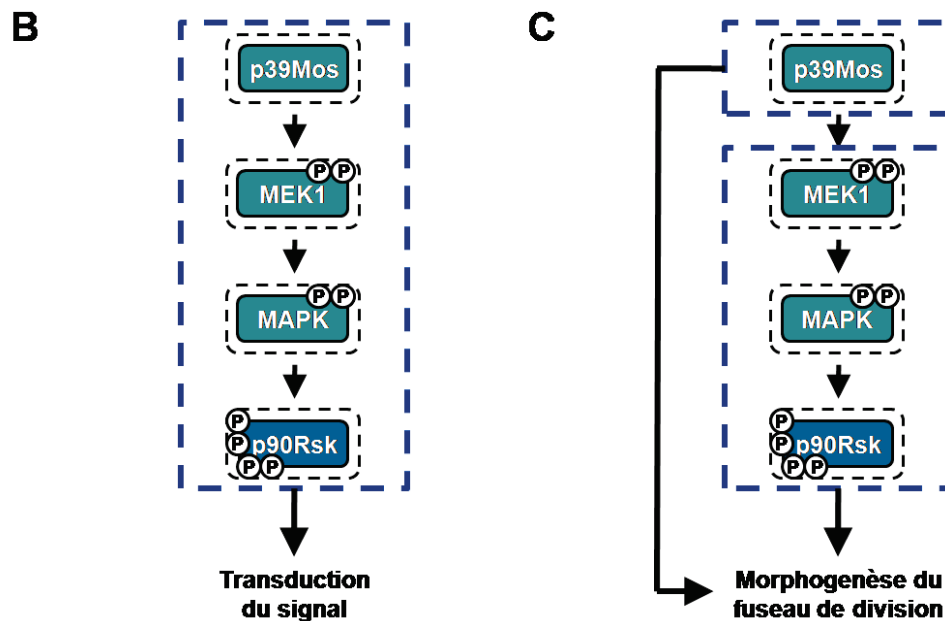 B
p39Mos
P P
MEK1
P P
MAPK
P
P
p90Rsk
P P
Transduction
du signal
C
p39Mos
P P
MEK1
P P
MAPK
P
P
p90Rsk
P P
Morphogenèse du
fuseau de division